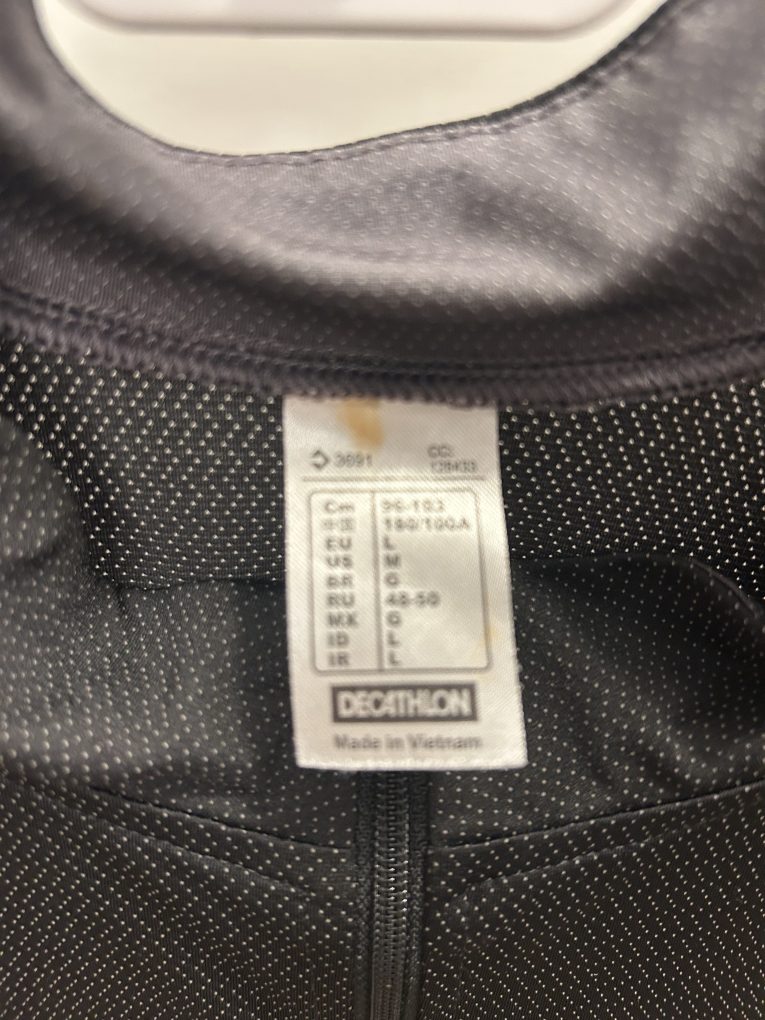 3691
CC:
128433
Cm 96-103
中国 180/100A
EU L
US M
BR G
RU 48-50
MX G
ID L
IR L
DECATHLON
Made in Vietnam